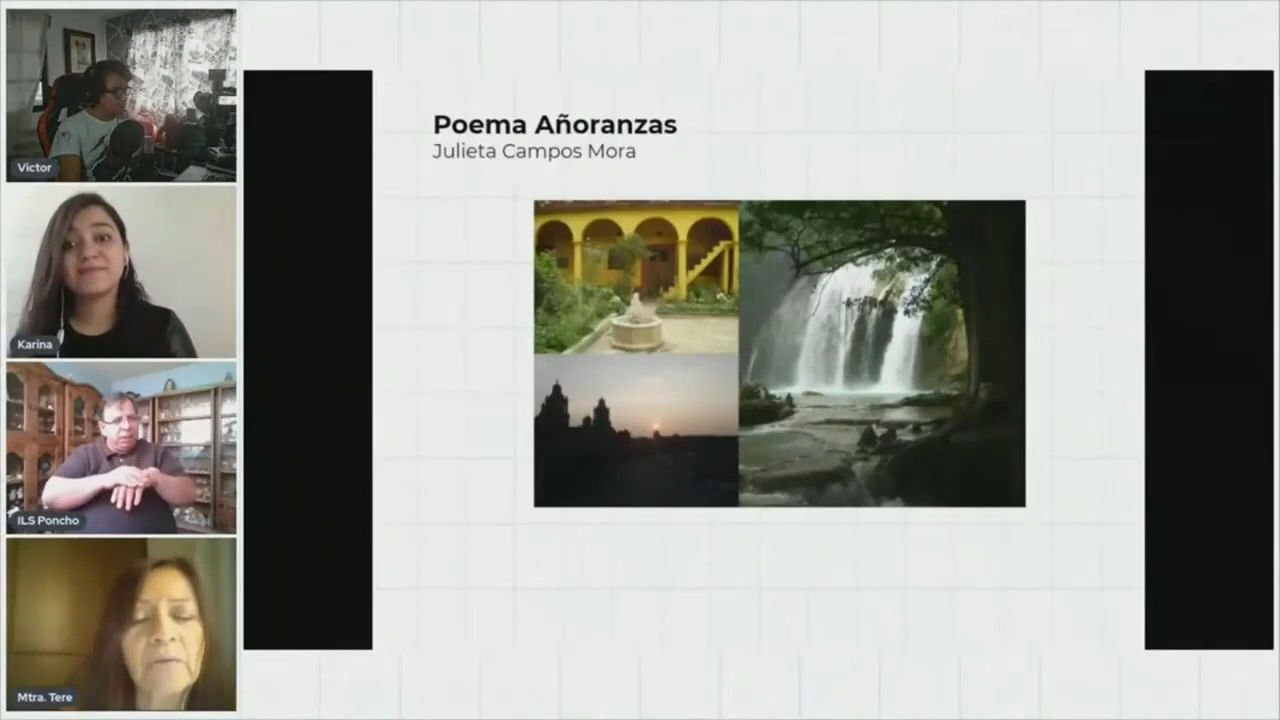 Victor
Karina
ILS Poncho
Mtra. Tere
Poema Añoranzas
Julieta Campos Mora